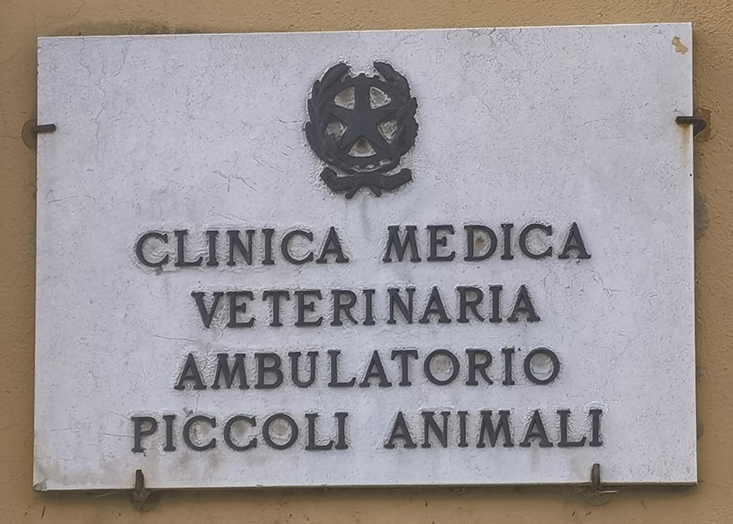 CLINICA MEDICA
VETERINARIA
AMBULATORIO
PICCOLI ANIMALI